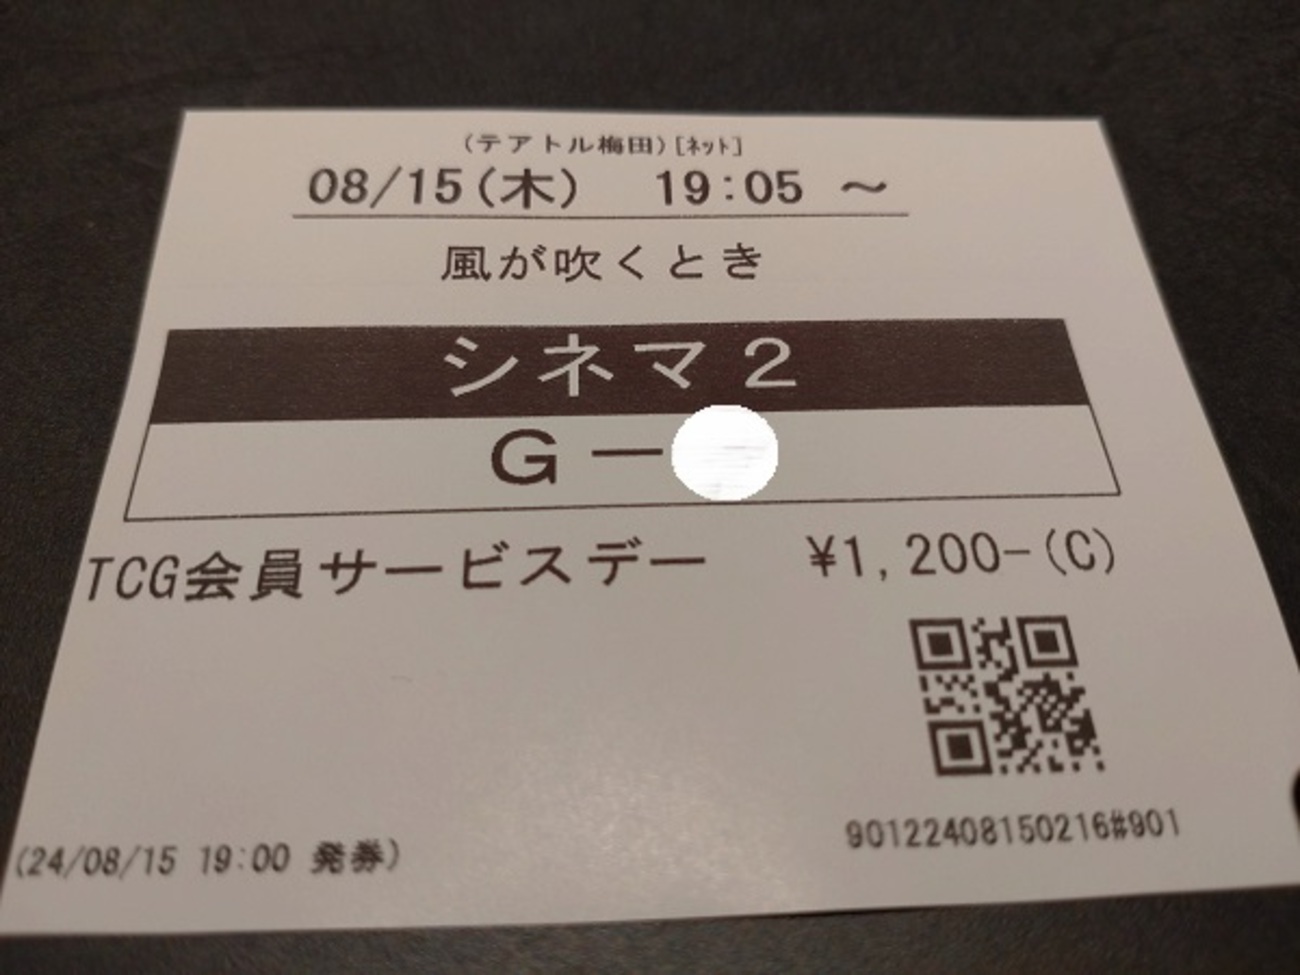 (テアトル梅田)[ネット]
08/15(木) 19:05 ～
風が吹くとき
シネマ２
Ｇ－
TCG会員サービスデー ¥1,200-(C)
90122408150216#901
(24/08/15 19:00 発券)